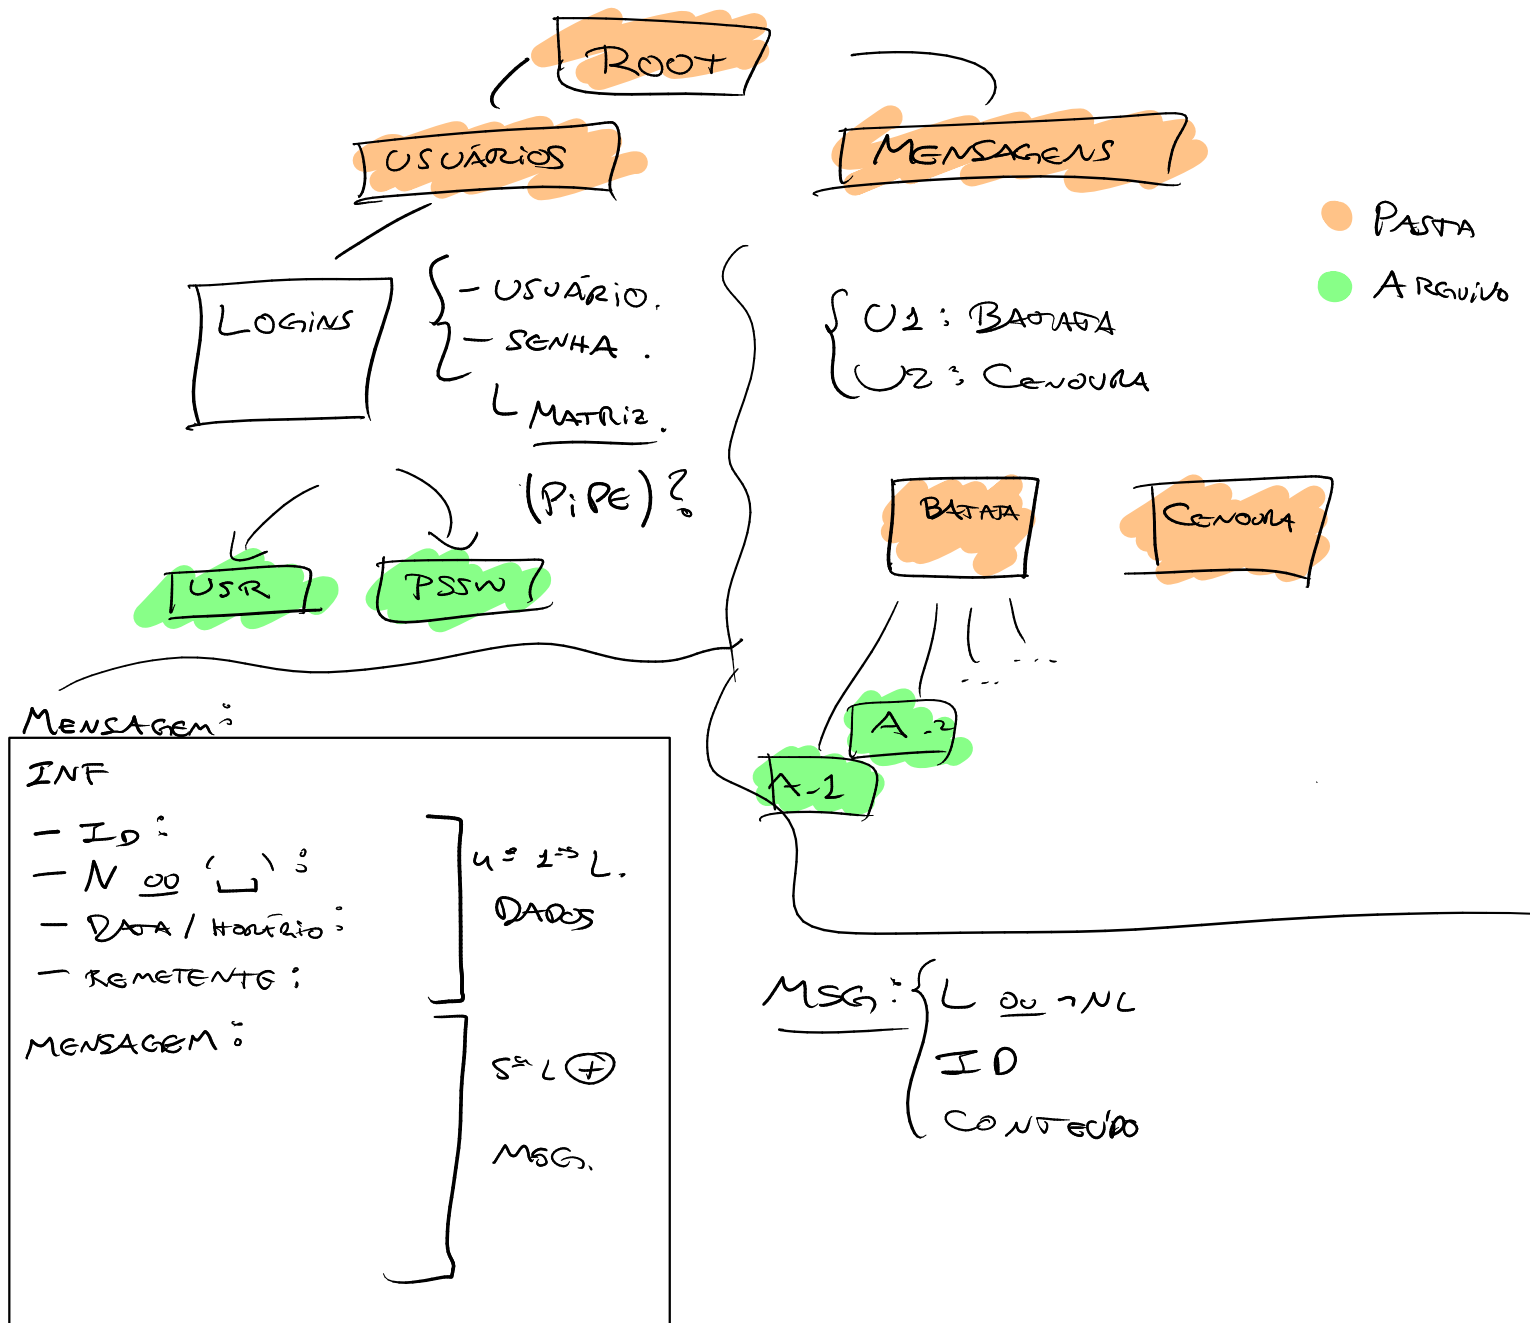 ROOT
USUÁRIOS
MENSAGENS
PASTA
ARQUIVO
LOGINS
- USUÁRIO.
- SENHA.
MATRIZ.
(PIPE)?
USR
PSSW
U1: BATATA
U2: CENOURA
BATATA
CENOURA
A-2
A-1
MENSAGEM:
INF
- ID:
- N OU ' ':
- DATA / HORÁRIO:
- REMETENTE:
4ª 1ªs L.
DADOS
MENSAGEM:
5ª L +
MSG.
MSG:
L OU ¬NL
ID
CONTEÚDO